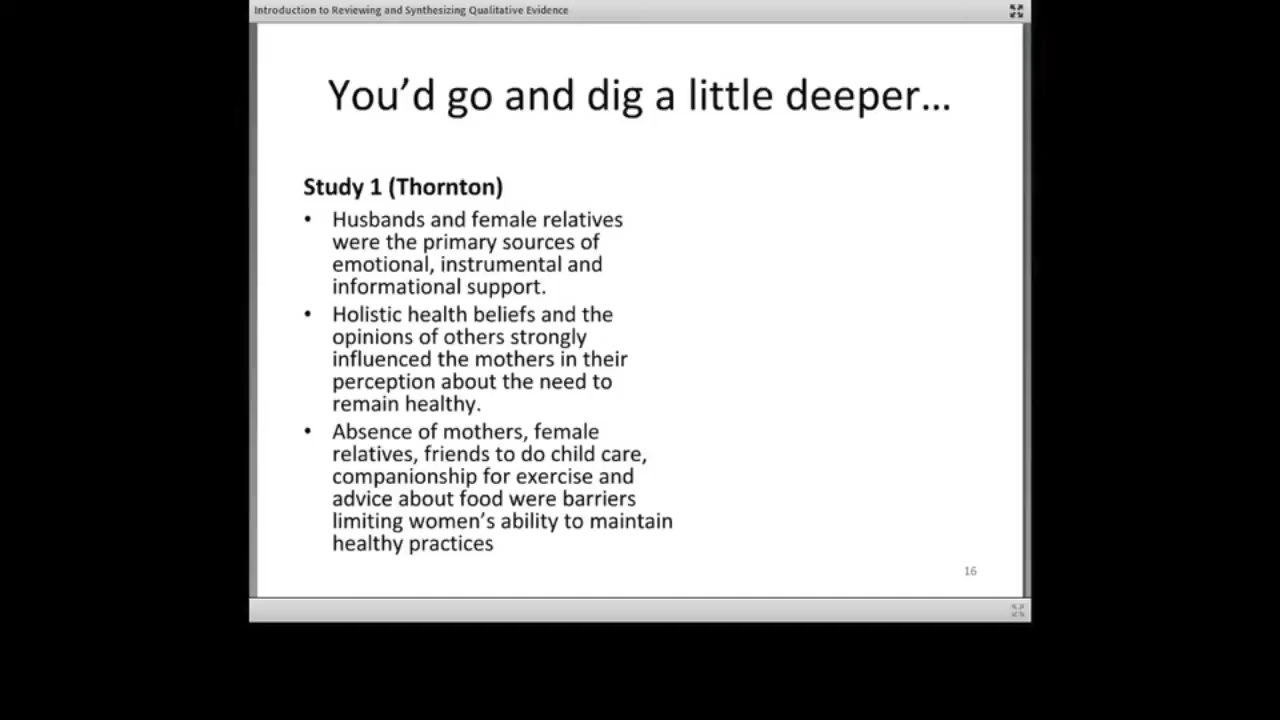 Introduction to Reviewing and Synthesizing Qualitative Evidence
You’d go and dig a little deeper…
Study 1 (Thornton)
• Husbands and female relatives
were the primary sources of
emotional, instrumental and
informational support.
• Holistic health beliefs and the
opinions of others strongly
influenced the mothers in their
perception about the need to
remain healthy.
• Absence of mothers, female
relatives, friends to do child care,
companionship for exercise and
advice about food were barriers
limiting women’s ability to maintain
healthy practices
16